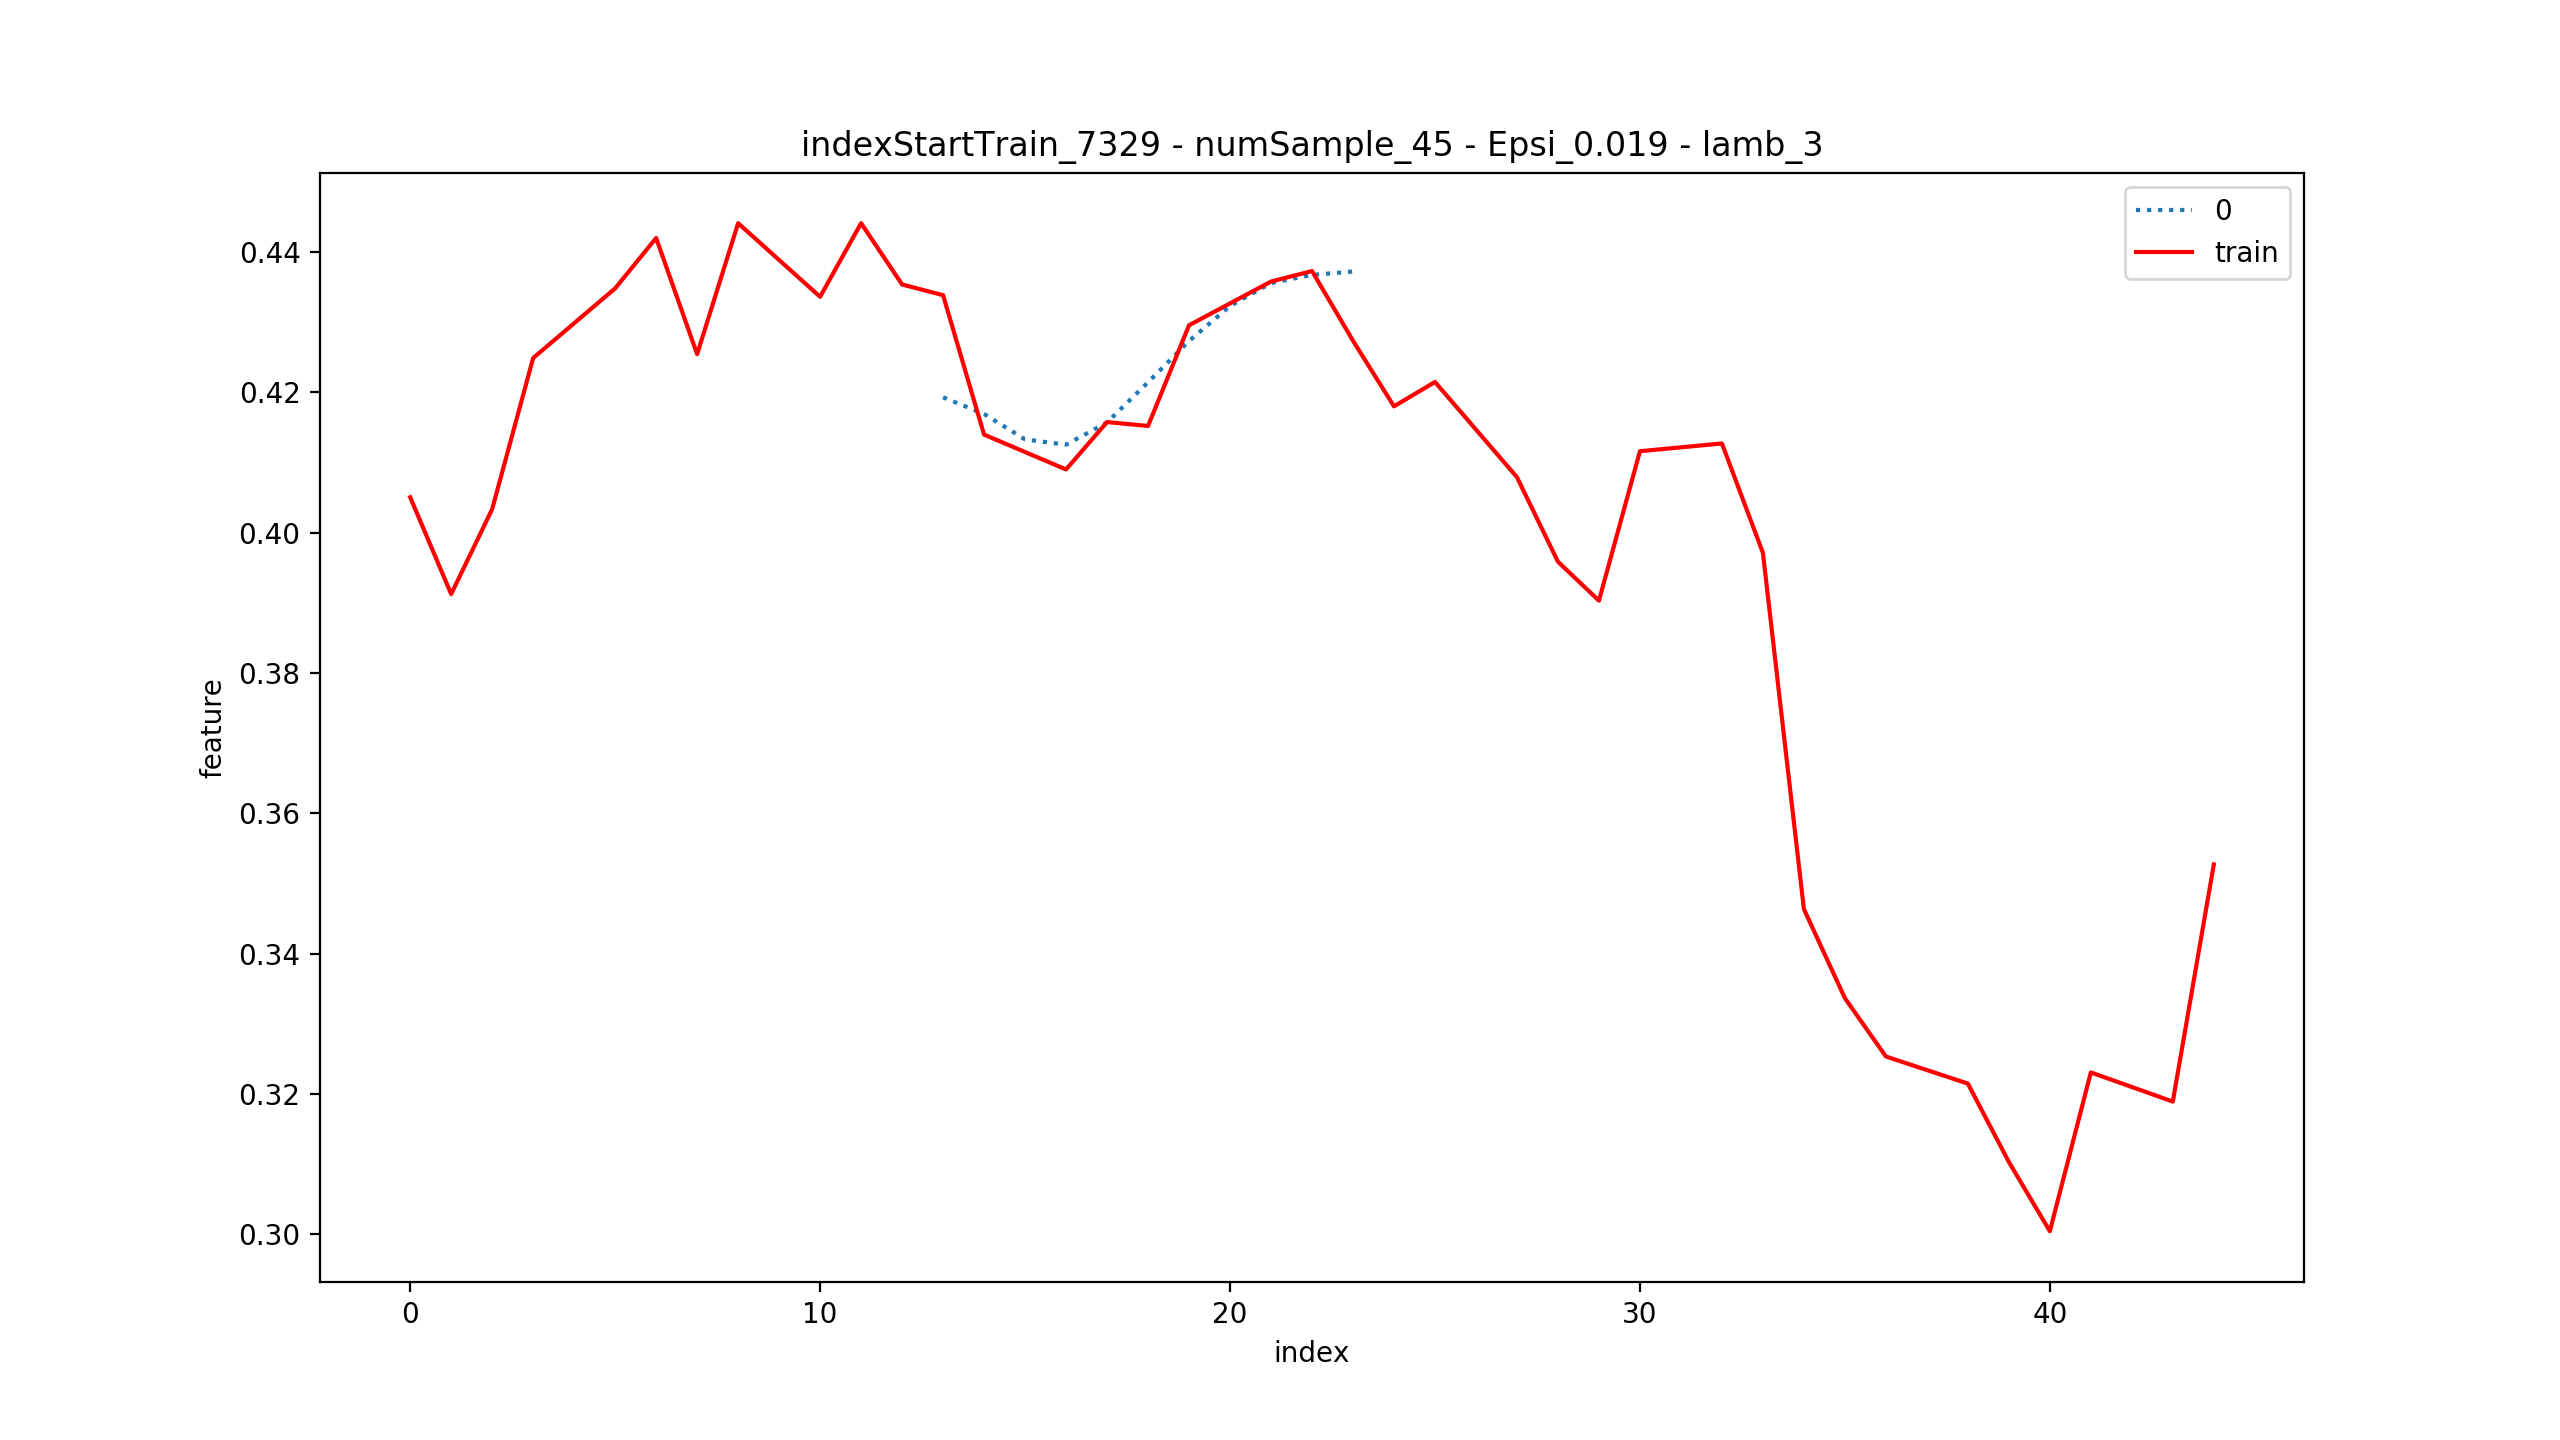 indexStartTrain_7329 - numSample_45 - Epsi_0.019 - lamb_3
0
train
0.44
0.42
0.40
0.38
0.36
0.34
0.32
0.30
feature
0 10 20 30 40
index